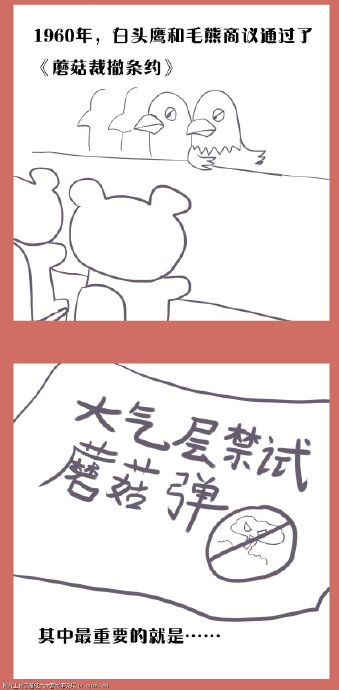 1960年，白头鹰和毛熊商议通过了
《蘑菇裁撤条约》
大气层禁试
蘑菇弹
其中最重要的就是……